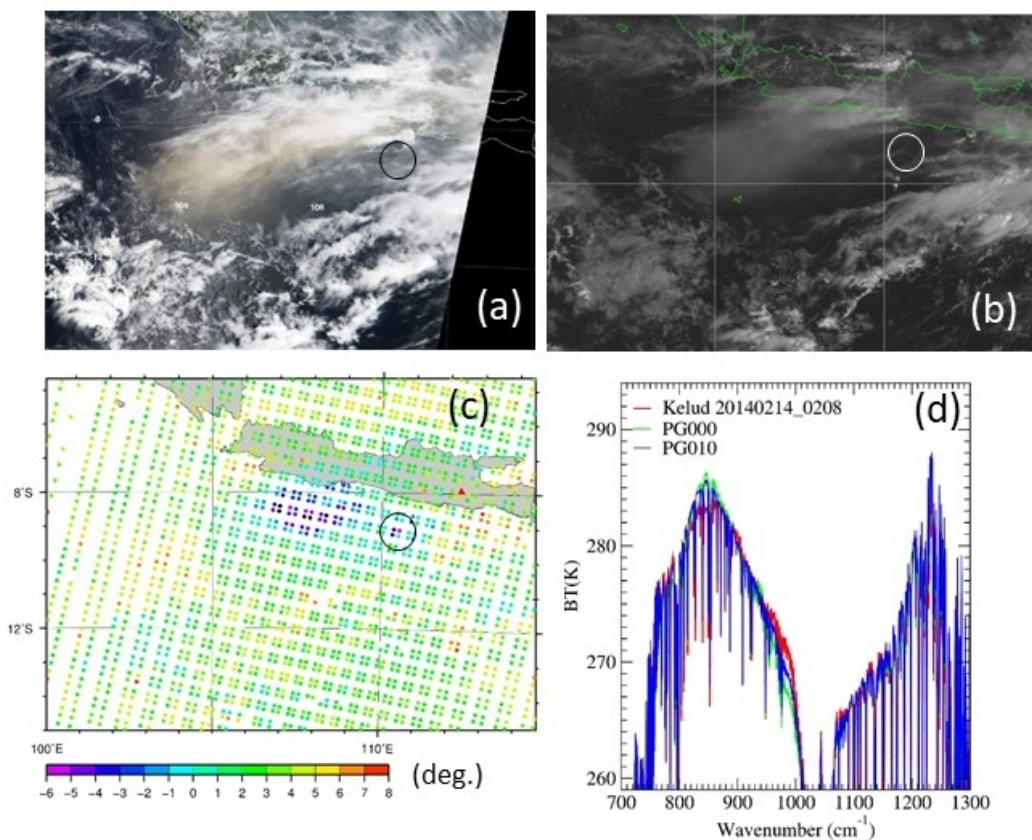 (a)
104
108
(b)
(c)
8°S
12°S
100°E
110°E
-6 -5 -4 -3 -2 -1 0 1 2 3 4 5 6 7 8
(deg.)
(d)
Kelud 20140214_0208
PG000
PG010
290
280
270
260
BT(K)
700 800 900 1000 1100 1200 1300
Wavenumber (cm-1)